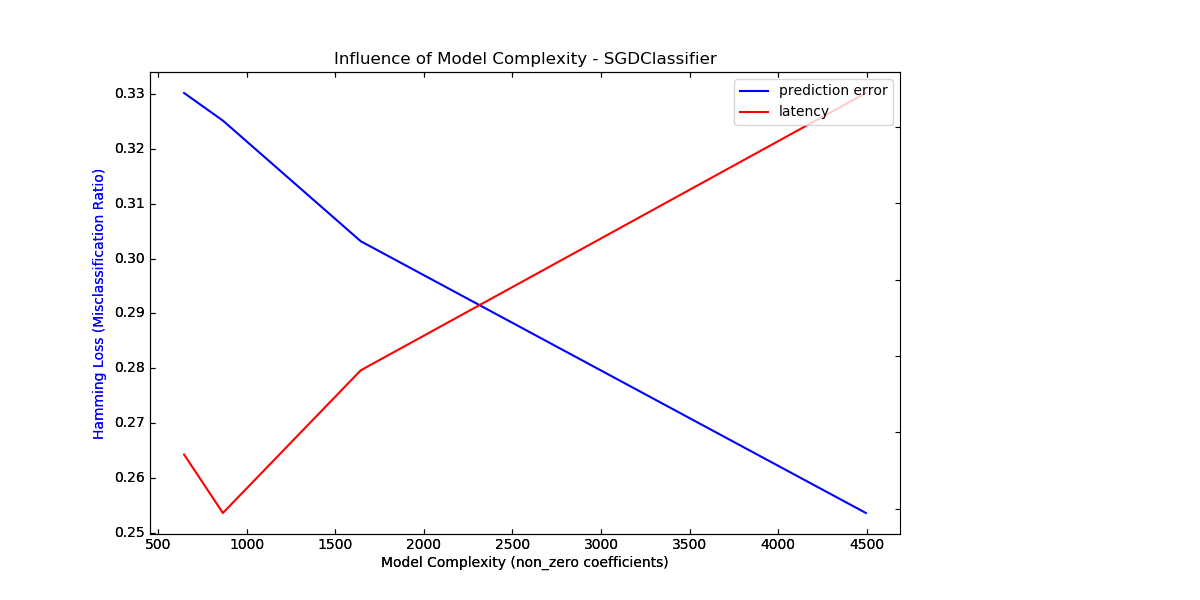 Influence of Model Complexity - SGDClassifier
prediction error
latency
Hamming Loss (Misclassification Ratio)
0.33
0.32
0.31
0.30
0.29
0.28
0.27
0.26
0.25
500 1000 1500 2000 2500 3000 3500 4000 4500
Model Complexity (non_zero coefficients)